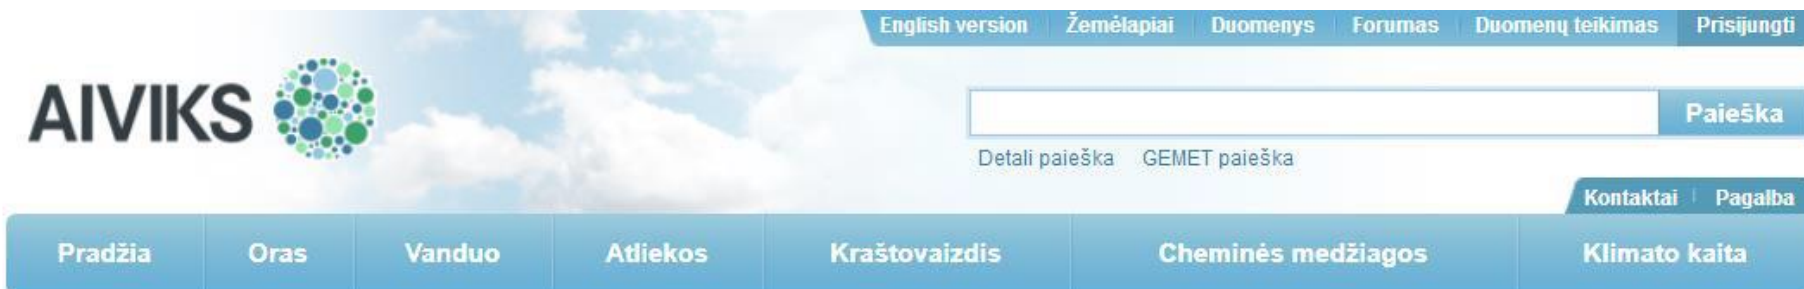 English version Žemėlapiai Duomenys Forumas Duomenų teikimas Prisijungti
AIVIKS
Paieška
Detali paieška GEMET paieška
Kontaktai Pagalba
Pradžia Oras Vanduo Atliekos Kraštovaizdis Cheminės medžiagos Klimato kaita